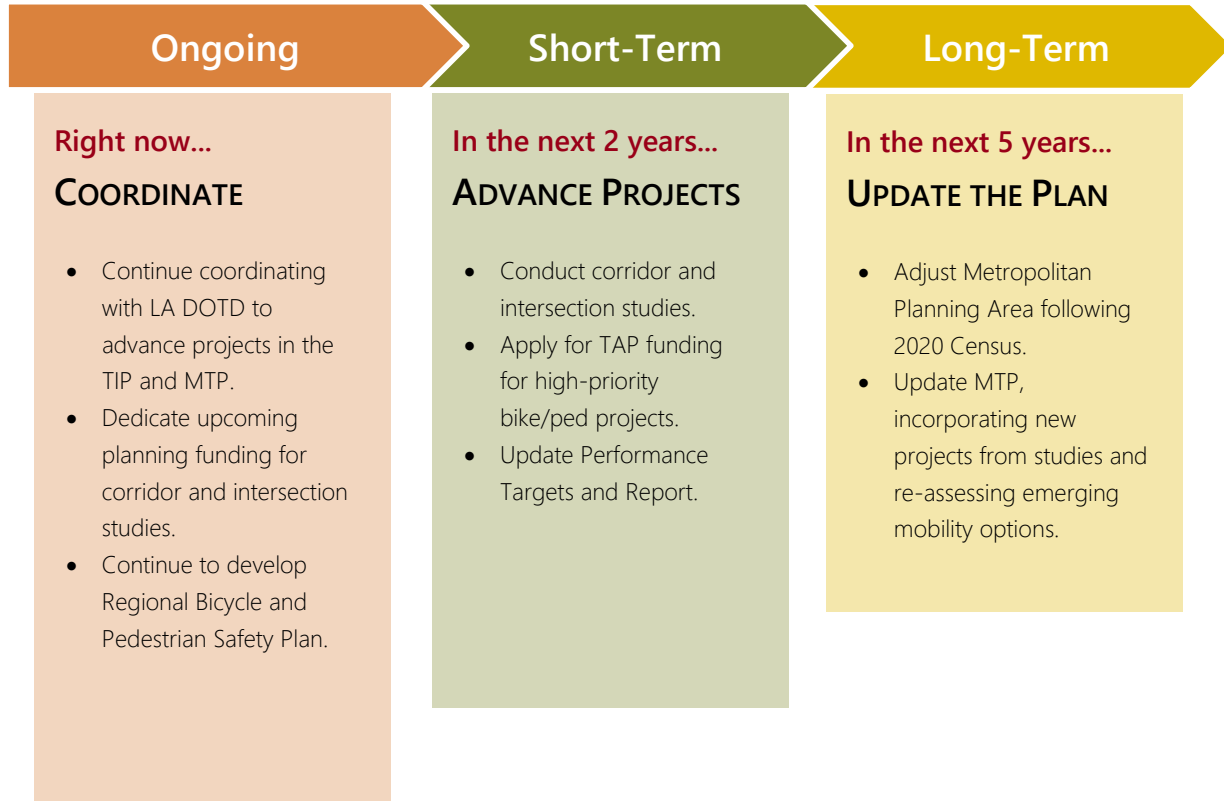 Ongoing
Short-Term
Long-Term
Right now...
COORDINATE
• Continue coordinating
with LA DOTD to
advance projects in the
TIP and MTP.
• Dedicate upcoming
planning funding for
corridor and intersection
studies.
• Continue to develop
Regional Bicycle and
Pedestrian Safety Plan.
In the next 2 years...
ADVANCE PROJECTS
• Conduct corridor and
intersection studies.
• Apply for TAP funding
for high-priority
bike/ped projects.
• Update Performance
Targets and Report.
In the next 5 years...
UPDATE THE PLAN
• Adjust Metropolitan
Planning Area following
2020 Census.
• Update MTP,
incorporating new
projects from studies and
re-assessing emerging
mobility options.